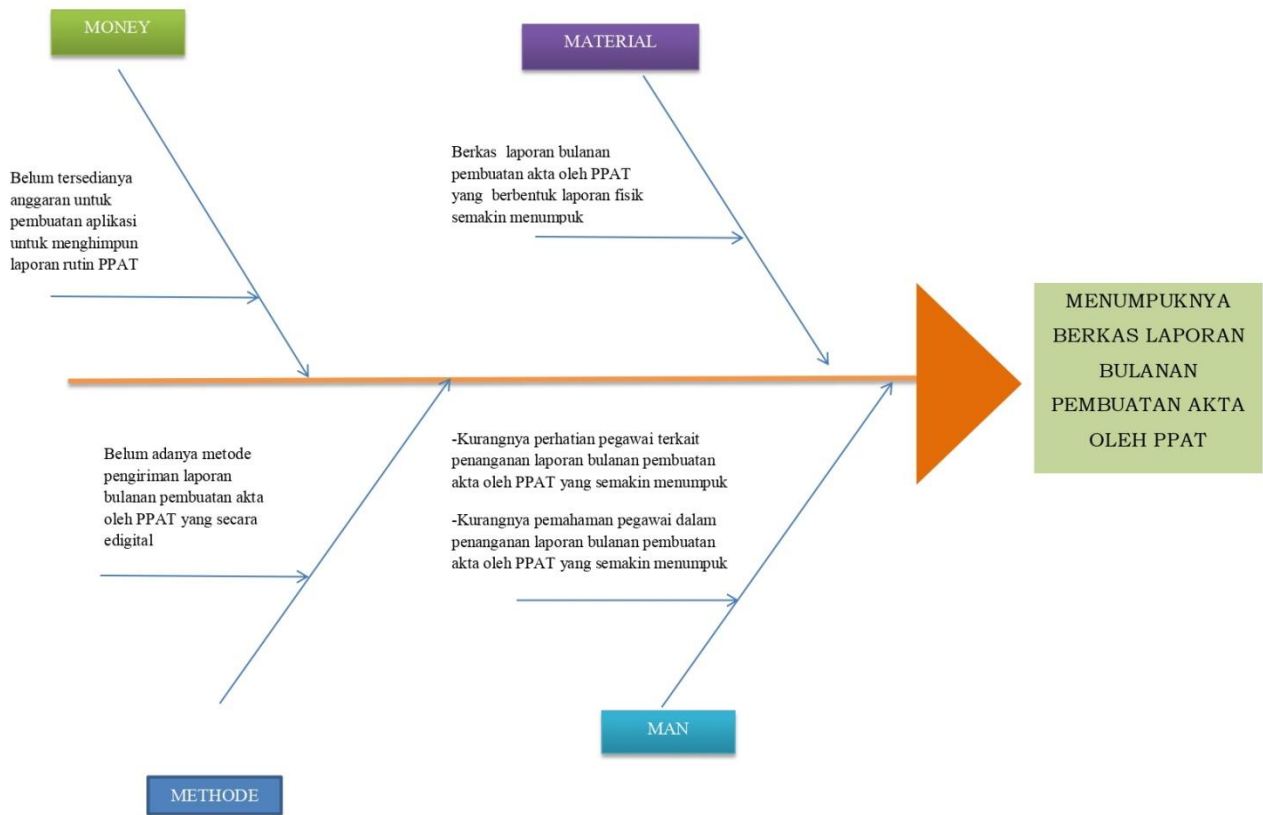 MONEY
MATERIAL
Belum tersedianya
anggaran untuk
pembuatan aplikasi
untuk menghimpun
laporan rutin PPAT
Berkas laporan bulanan
pembuatan akta oleh PPAT
yang berbentuk laporan fisik
semakin menumpuk
MENUMPUKNYA
BERKAS LAPORAN
BULANAN
PEMBUATAN AKTA
OLEH PPAT
Belum adanya metode
pengiriman laporan
bulanan pembuatan akta
oleh PPAT yang secara
edigital
-Kurangnya perhatian pegawai terkait
penanganan laporan bulanan pembuatan
akta oleh PPAT yang semakin menumpuk
-Kurangnya pemahaman pegawai dalam
penanganan laporan bulanan pembuatan
akta oleh PPAT yang semakin menumpuk
METHODE
MAN